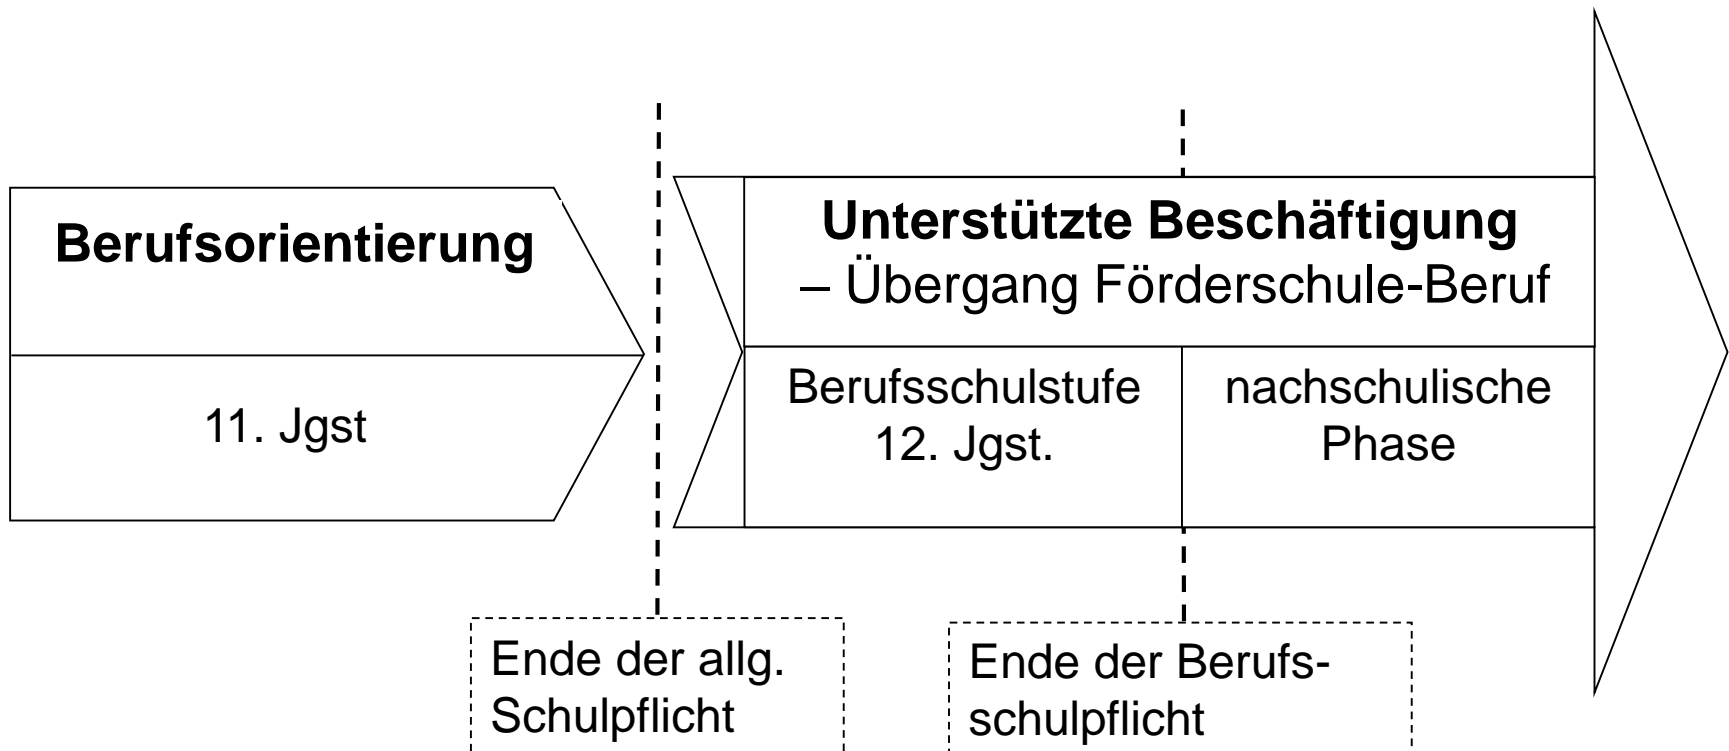 Berufsorientierung
11. Jgst
Unterstützte Beschäftigung
– Übergang Förderschule-Beruf
Berufsschulstufe
12. Jgst.
nachschulische
Phase
Ende der allg.
Schulpflicht
Ende der Berufs-
schulpflicht